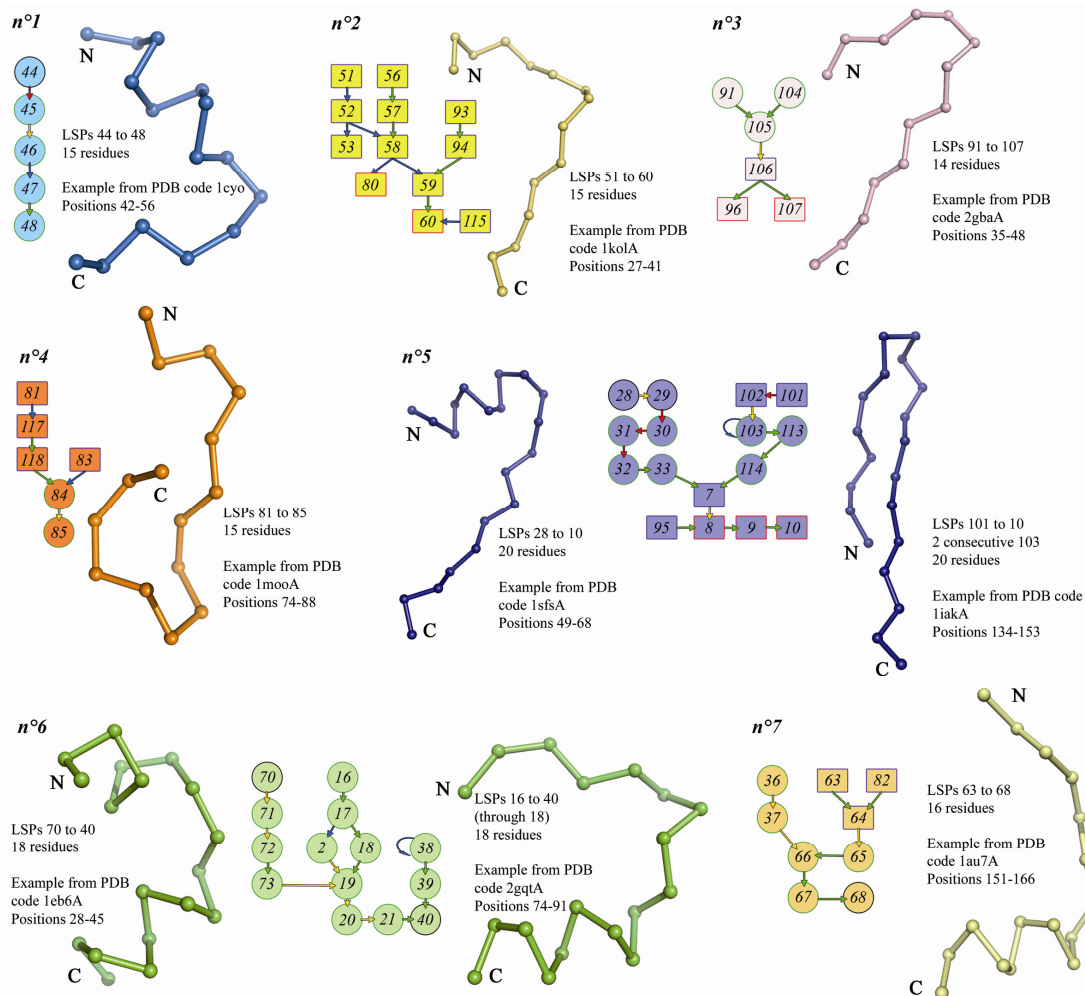 n°1
N
44
45
46
47
48
LSPs 44 to 48
15 residues
Example from PDB code 1cyo
Positions 42-56
C
n°2
N
51 56
52 57 93
53 58 94
80 59
60 115
LSPs 51 to 60
15 residues
Example from PDB
code 1kolA
Positions 27-41
C
n°3
N
91 104
105
106
96 107
LSPs 91 to 107
14 residues
Example from PDB
code 2gbaA
Positions 35-48
C
n°4
N
81
117
118 83
84
85
C
LSPs 81 to 85
15 residues
Example from PDB
code 1mooA
Positions 74-88
n°5
N
LSPs 28 to 10
20 residues
Example from PDB
code 1sfsA
Positions 49-68
C
28 29 102 101
31 30 103 113
32 33 114
7
95 8 9 10
N
LSPs 101 to 10
2 consecutive 103
20 residues
Example from PDB code
1iakA
Positions 134-153
C
n°6
N
LSPs 70 to 40
18 residues
Example from PDB
code 1eb6A
Positions 28-45
C
70 16
71 17
72 2 18 38
73 19 39
20 21 40
N
LSPs 16 to 40
(through 18)
18 residues
Example from PDB
code 2gqtA
Positions 74-91
C
n°7
N
36 63 82
37 64
66 65
67 68
LSPs 63 to 68
16 residues
Example from PDB
code 1au7A
Positions 151-166
C